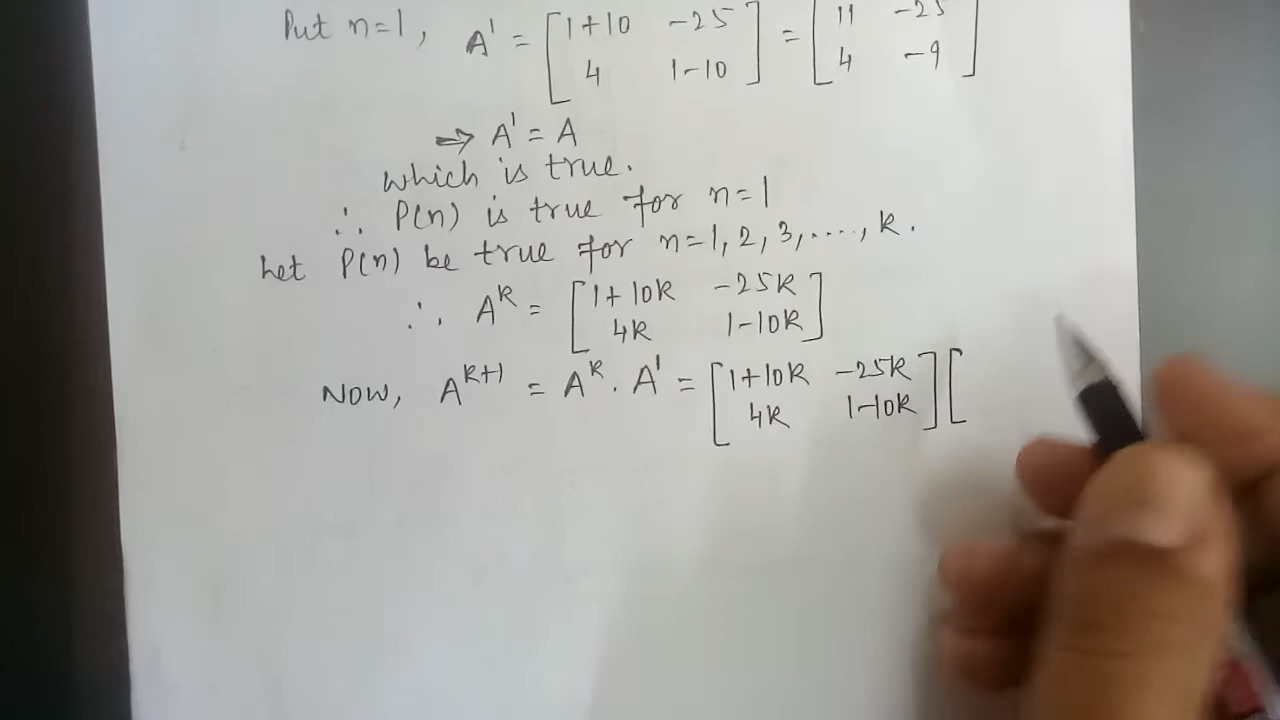 Put n=1, A¹ = [1+10 -25] = [11 -25]
[4 1-10] [4 -9]
⇒ A¹ = A
which is true.
∴ P(n) is true for n=1
Let P(n) be true for n=1, 2, 3, ...., k.
∴ Aᵏ = [1+10k -25k]
[4k 1-10k]
Now, Aᵏ⁺¹ = Aᵏ . A¹ = [1+10k -25k] [
[4k 1-10k]